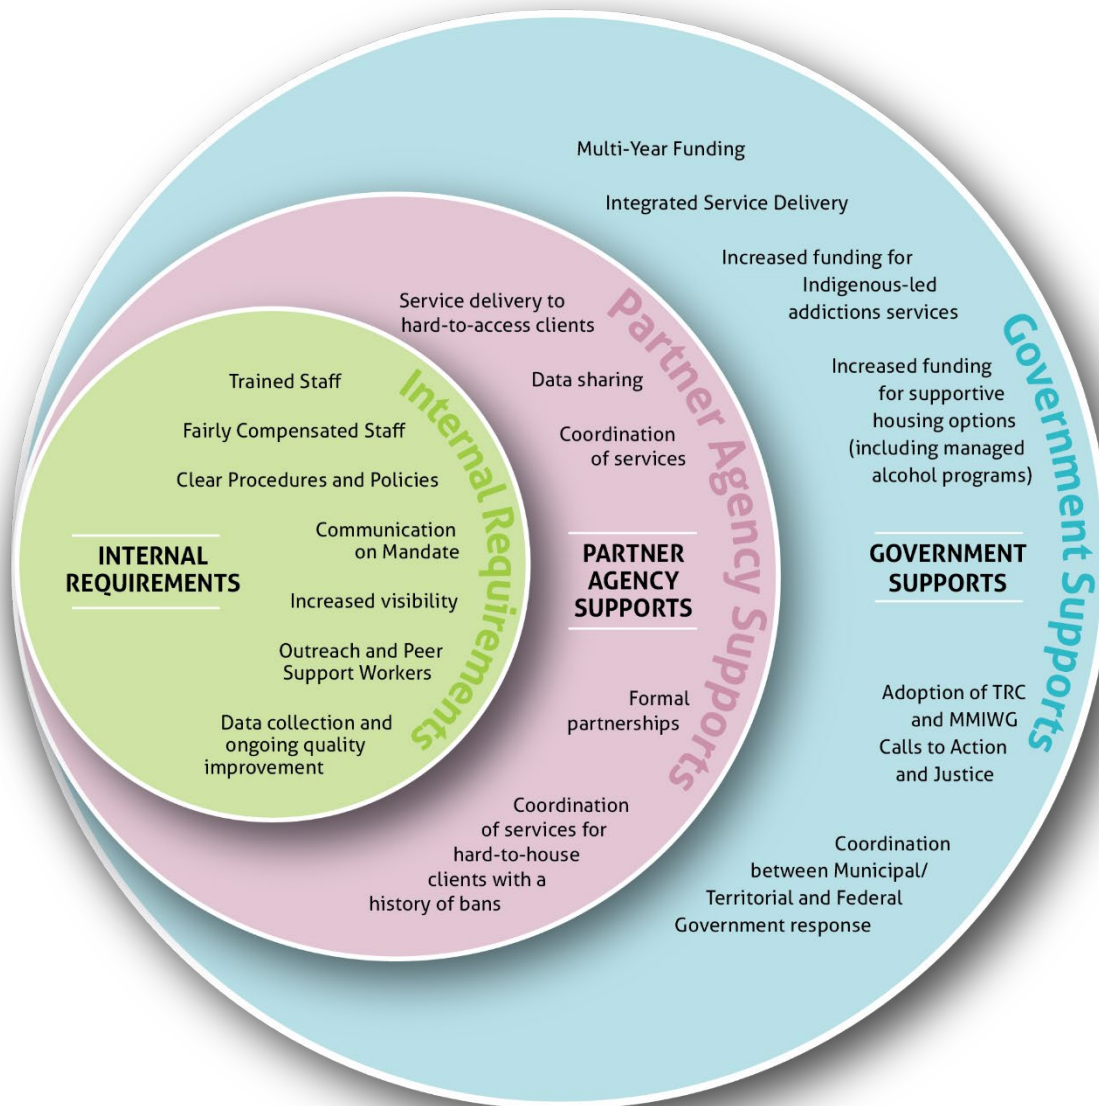 Multi-Year Funding
Integrated Service Delivery
Increased funding for
Indigenous-led
addictions services
Increased funding
for supportive
housing options
(including managed
alcohol programs)
GOVERNMENT
SUPPORTS
Adoption of TRC
and MMIWG
Calls to Action
and Justice
Coordination
between Municipal/
Territorial and Federal
Government response
Government Supports
Service delivery to
hard-to-access clients
Data sharing
Coordination
of services
PARTNER
AGENCY
SUPPORTS
Formal
partnerships
Coordination
of services for
hard-to-house
clients with a
history of bans
Partner Agency Supports
Trained Staff
Fairly Compensated Staff
Clear Procedures and Policies
Communication
on Mandate
INTERNAL
REQUIREMENTS
Increased visibility
Outreach and Peer
Support Workers
Data collection and
ongoing quality
improvement
Internal Requirements